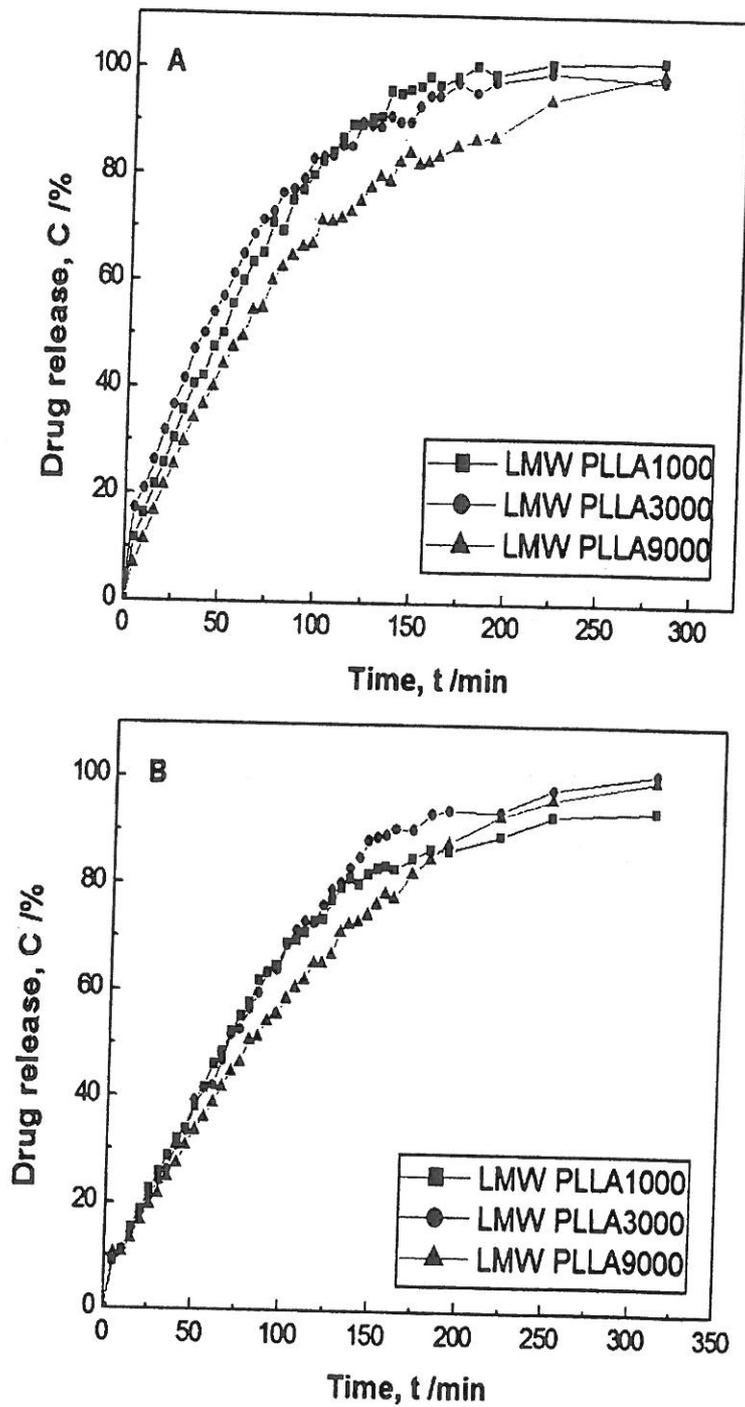 A
100
80
60
40
20
0
Drug release, C /%
LMW PLLA1000
LMW PLLA3000
LMW PLLA9000
0 50 100 150 200 250 300
Time, t /min
B
100
80
60
40
20
0
Drug release, C /%
LMW PLLA1000
LMW PLLA3000
LMW PLLA9000
0 50 100 150 200 250 300 350
Time, t /min